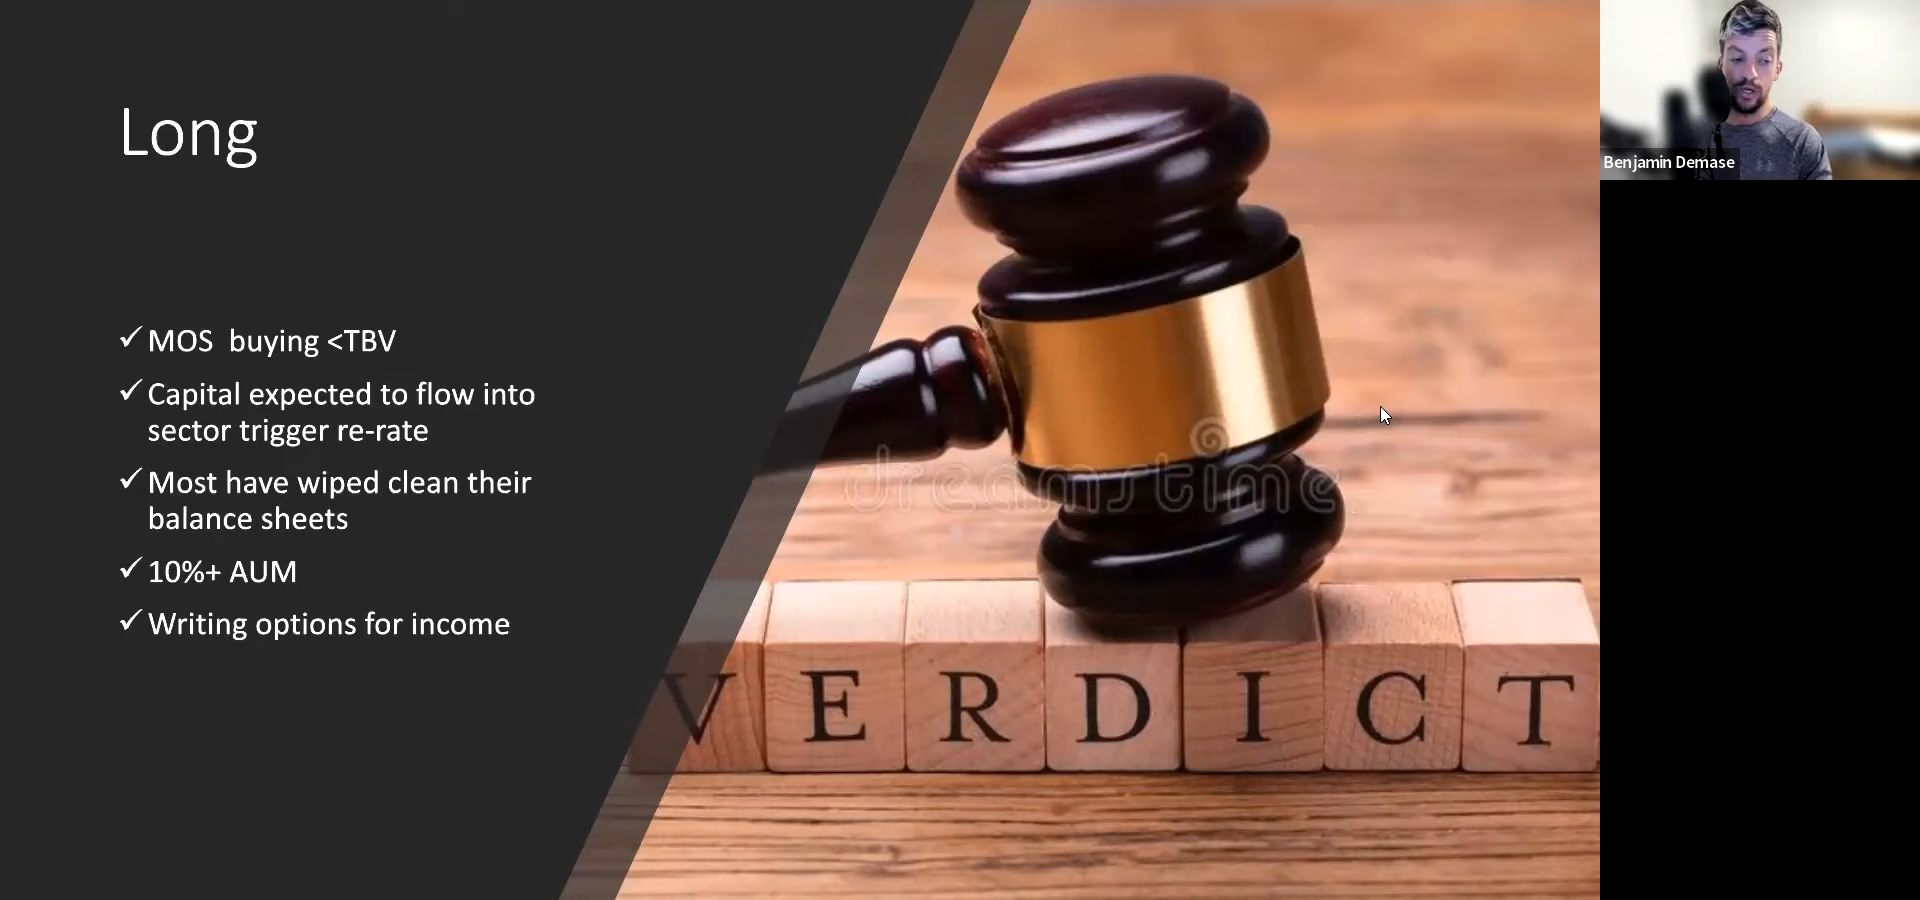 Long
✓ MOS  buying <TBV
✓ Capital expected to flow into
sector trigger re-rate
✓ Most have wiped clean their
balance sheets
✓ 10%+ AUM
✓ Writing options for income
dreamstime
VERDICT
Benjamin Demase